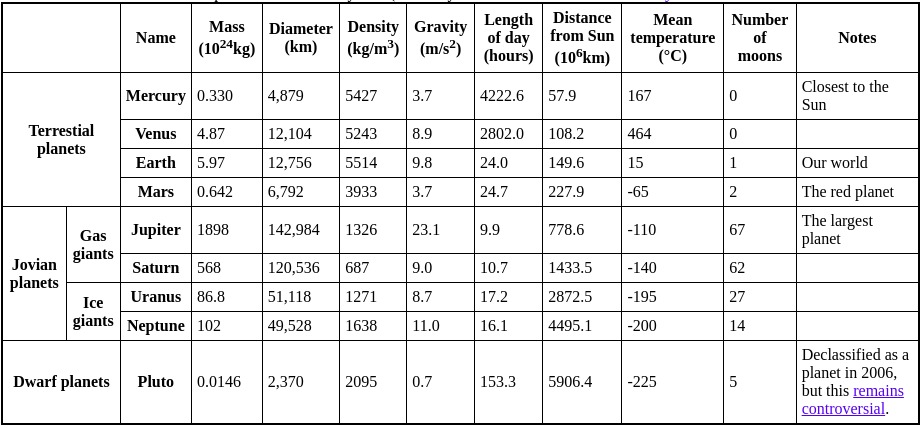 Name Mass (10²⁴kg) Diameter (km) Density (kg/m³) Gravity (m/s²) Length of day (hours) Distance from Sun (10⁶km) Mean temperature (°C) Number of moons Notes
Terrestial planets
Mercury 0.330 4,879 5427 3.7 4222.6 57.9 167 0 Closest to the Sun
Venus 4.87 12,104 5243 8.9 2802.0 108.2 464 0
Earth 5.97 12,756 5514 9.8 24.0 149.6 15 1 Our world
Mars 0.642 6,792 3933 3.7 24.7 227.9 -65 2 The red planet
Jovian planets
Gas giants
Jupiter 1898 142,984 1326 23.1 9.9 778.6 -110 67 The largest planet
Saturn 568 120,536 687 9.0 10.7 1433.5 -140 62
Ice giants
Uranus 86.8 51,118 1271 8.7 17.2 2872.5 -195 27
Neptune 102 49,528 1638 11.0 16.1 4495.1 -200 14
Dwarf planets
Pluto 0.0146 2,370 2095 0.7 153.3 5906.4 -225 5 Declassified as a planet in 2006, but this remains controversial.